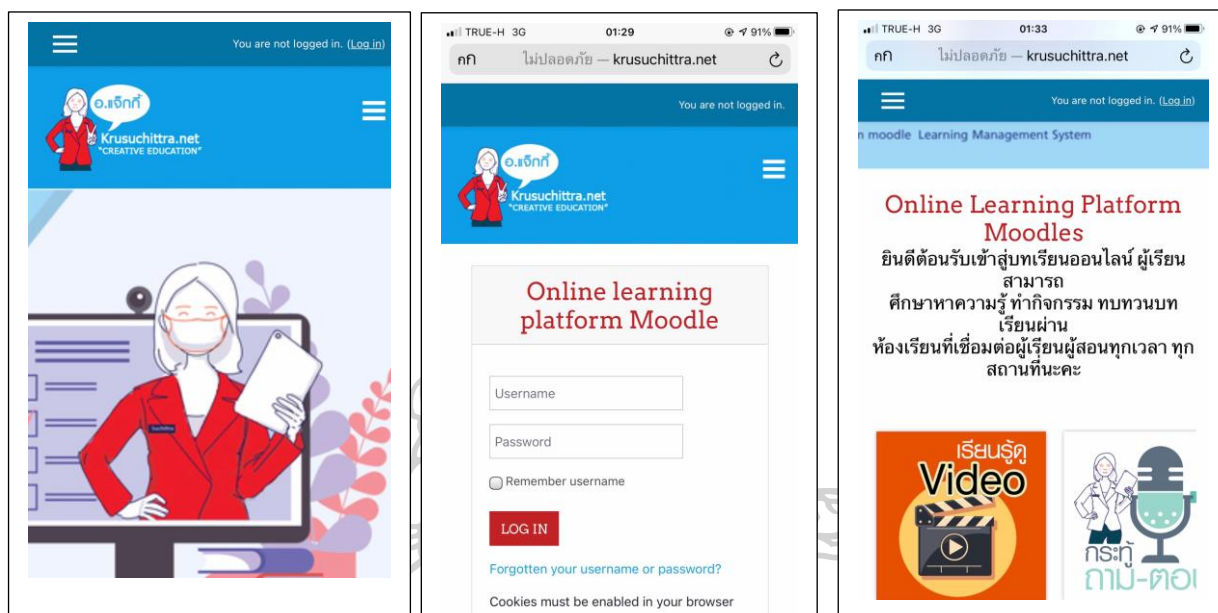 You are not logged in. (Log in)
อ.แจ็กกี้
Krusuchittra.net
"CREATIVE EDUCATION"
Suchittra
TRUE-H 3G 01:29 91%
กถิ ไม่ปลอดภัย — krusuchittra.net
You are not logged in.
อ.แจ็กกี้
Krusuchittra.net
"CREATIVE EDUCATION"
Online learning
platform Moodle
Username
Password
Remember username
LOG IN
Forgotten your username or password?
Cookies must be enabled in your browser
TRUE-H 3G 01:33 91%
กถิ ไม่ปลอดภัย — krusuchittra.net
You are not logged in. (Log in)
n moodle Learning Management System
Online Learning Platform
Moodles
ยินดีต้อนรับเข้าสู่บทเรียนออนไลน์ ผู้เรียน
สามารถ
ศึกษาหาความรู้ ทำกิจกรรม ทบทวนบท
เรียนผ่าน
ห้องเรียนที่เชื่อมต่อผู้เรียนผู้สอนทุกเวลา ทุก
สถานที่นะคะ
เรียนรู้ดู
Video
กระทู้
ถาม-ตอบ